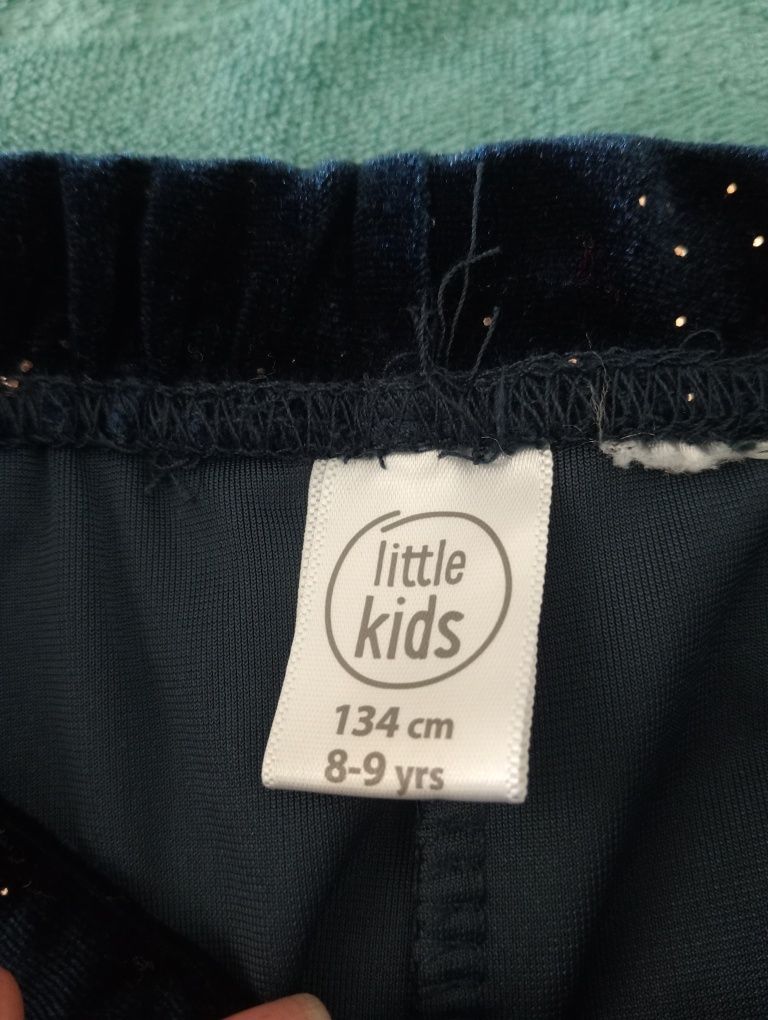 little
kids
134 cm
8-9 yrs